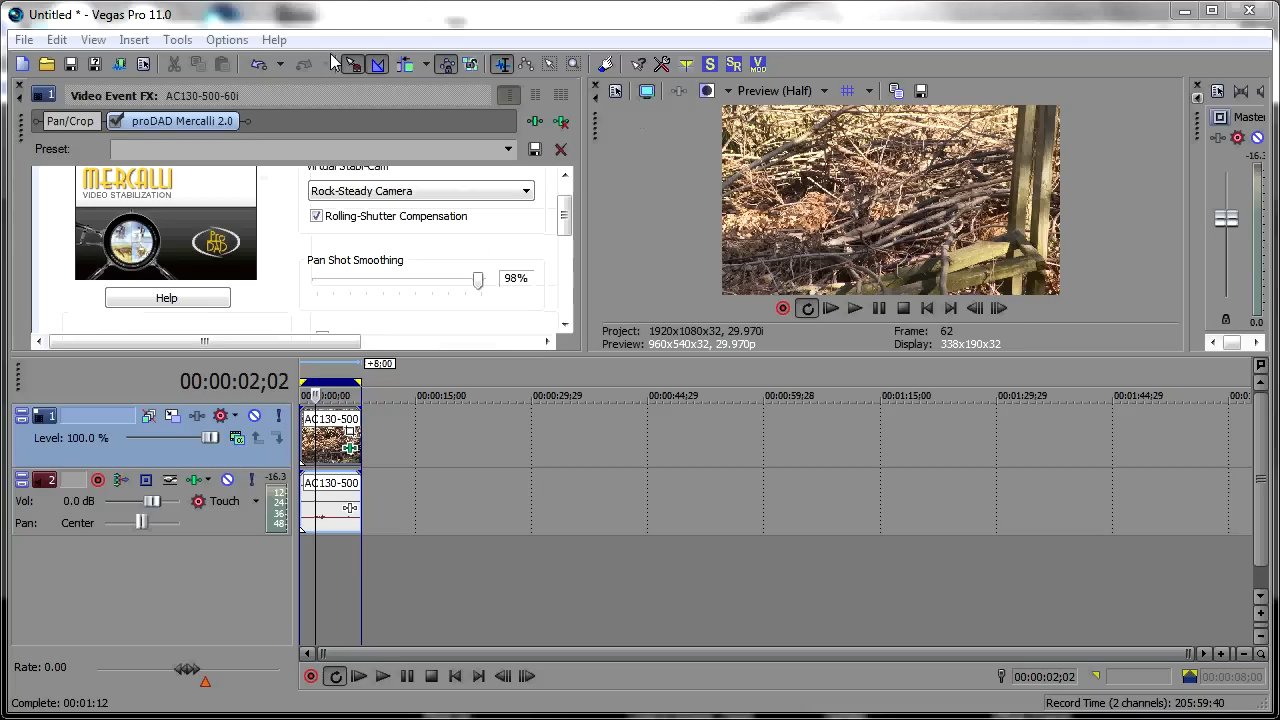 Untitled * - Vegas Pro 11.0
File Edit View Insert Tools Options Help
1 Video Event FX: AC130-500-60i
Pan/Crop proDAD Mercalli 2.0
Preset:
MERCALLI
VIDEO STABILIZATION
PRO DAD
Help
Virtual Stabi-Cam
Rock-Steady Camera
Rolling-Shutter Compensation
Pan Shot Smoothing
98%
Preview (Half)
Project: 1920x1080x32, 29.970i
Preview: 960x540x32, 29.970p
Frame: 62
Display: 338x190x32
Master
-16.3
0.0
+8:00
00:00:02;02
00:00:15;00 00:00:29;29 00:00:44;29 00:00:59;28 00:01:15;00 00:01:29;29 00:01:44;29
1
Level: 100.0 %
AC130-500
2
-16.3
Vol: 0.0 dB Touch
Pan: Center
12-
24-
36-
48-
AC130-500
Rate: 0.00
00:00:02;02
00:00:08;00
Complete: 00:01:12
Record Time (2 channels): 205:59:40